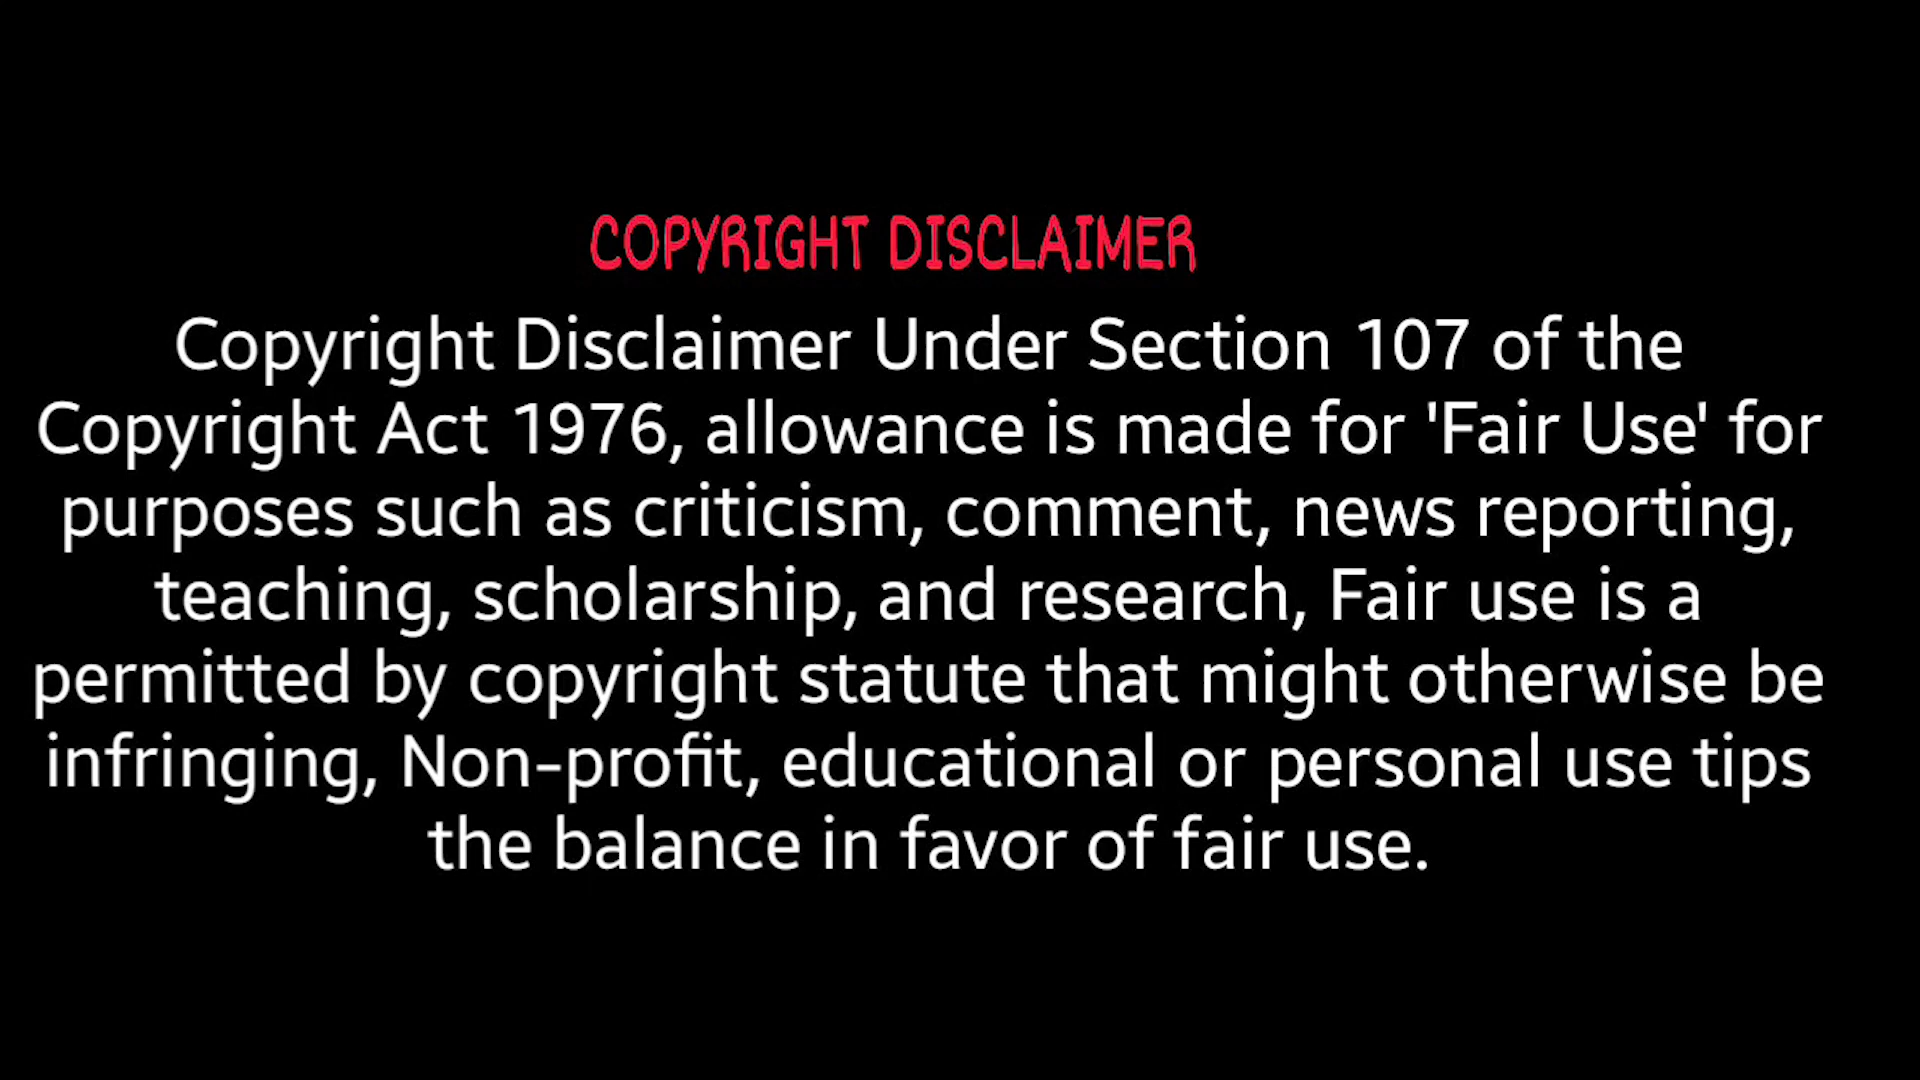 COPYRIGHT DISCLAIMER
Copyright Disclaimer Under Section 107 of the
Copyright Act 1976, allowance is made for 'Fair Use' for
purposes such as criticism, comment, news reporting,
teaching, scholarship, and research, Fair use is a
permitted by copyright statute that might otherwise be
infringing, Non-profit, educational or personal use tips
the balance in favor of fair use.